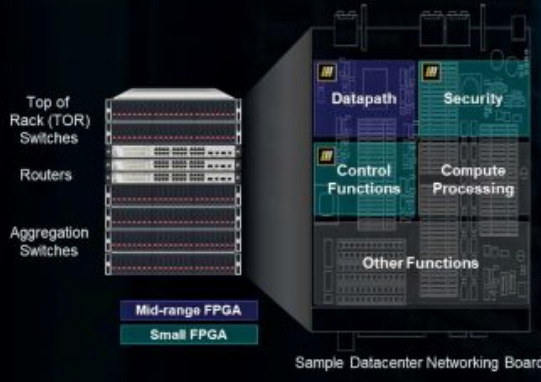 Top of
Rack (TOR)
Switches
Routers
Aggregation
Switches
Datapath
Security
Control
Functions
Compute
Processing
Other Functions
Mid-range FPGA
Small FPGA
Sample Datacenter Networking Board